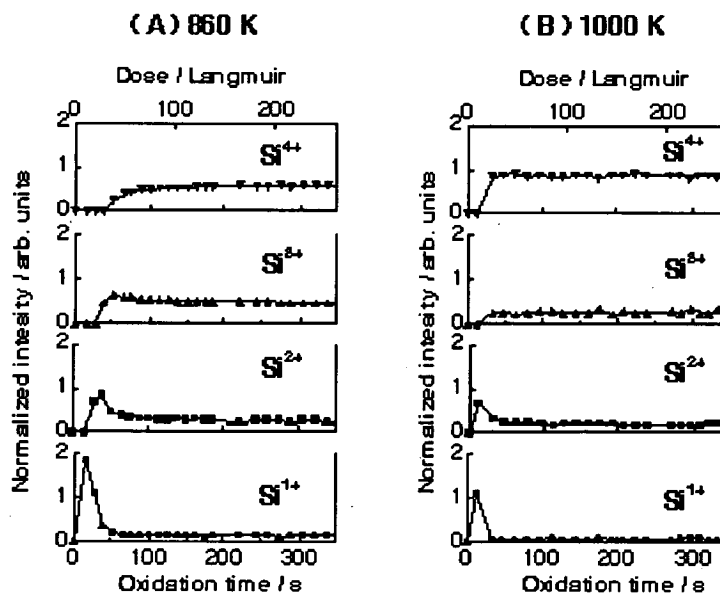 (A) 860 K
(B) 1000 K
Dose / Langmuir
0 100 200
Normalized intesity / arb. units
2
1
0
Si4+
2
1
0
Si3+
2
1
0
Si2+
2
1
0
Si1+
0 100 200 300
Oxidation time / s
Dose / Langmuir
0 100 200
Normalized intesity / arb. units
2
1
0
Si4+
2
1
0
Si3+
2
1
0
Si2+
2
1
0
Si1+
0 100 200 300
Oxidation time / s